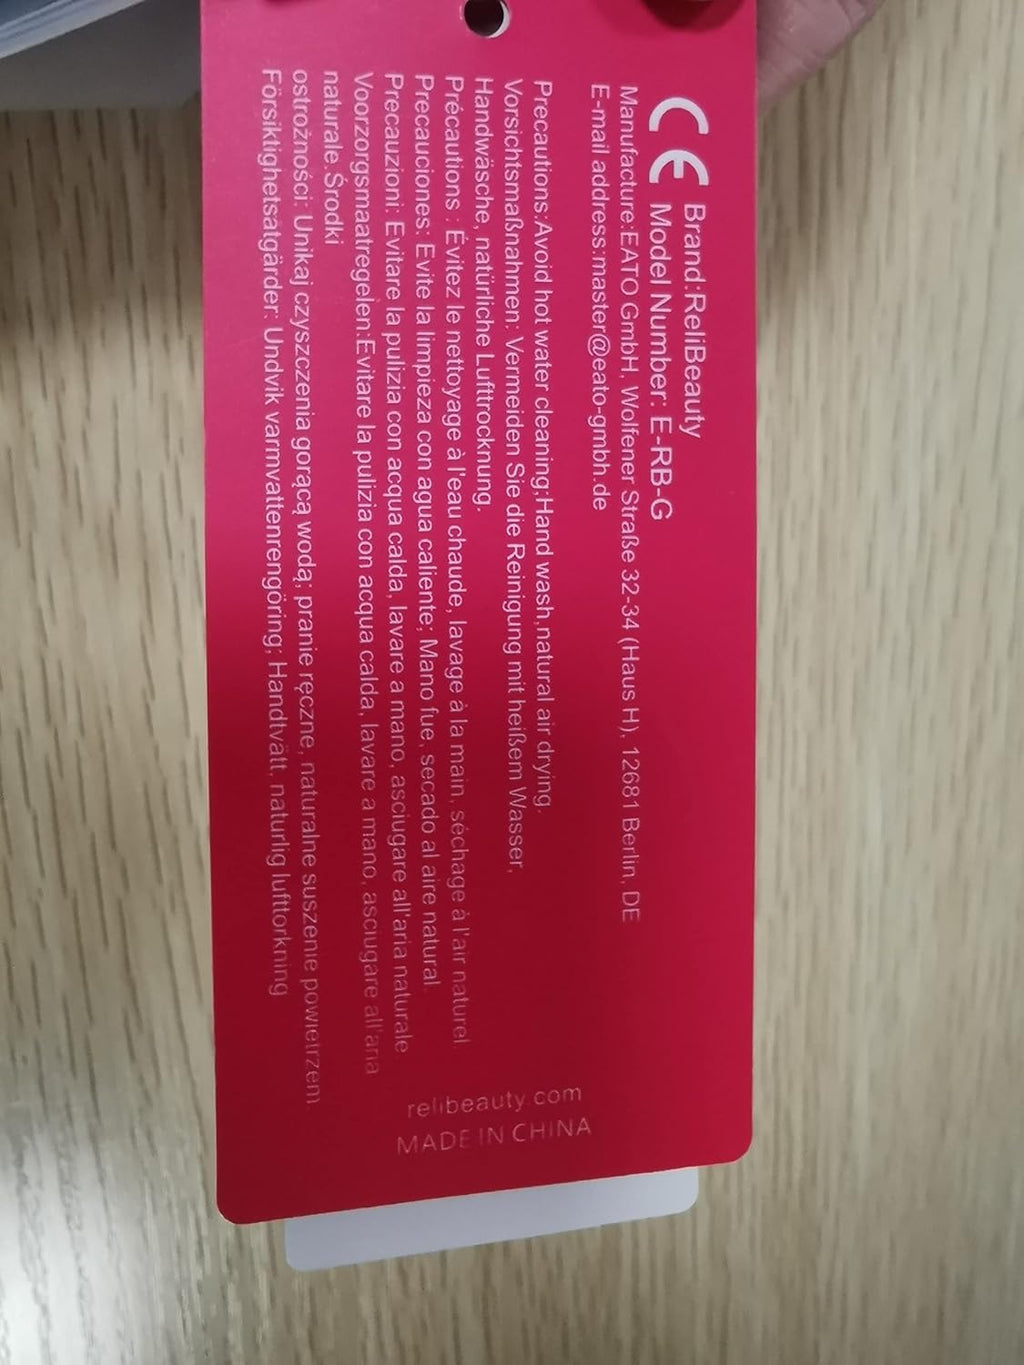 CE
Brand:ReliBeauty
Model Number: E-RB-G
Manufacture:EATO GmbH, Wolfener Straße 32-34 (Haus H), 12681 Berlin, DE
E-mail address:master@eato-gmbh.de
Precautions:Avoid hot water cleaning;Hand wash,natural air drying.
Vorsichtsmaßnahmen: Vermeiden Sie die Reinigung mit heißem Wasser,
Handwäsche, natürliche Lufttrocknung.
Précautions : Évitez le nettoyage à l'eau chaude, lavage à la main, séchage à l'air naturel
Precauciones: Evite la limpieza con agua caliente; Mano fue, secado al aire natural.
Precauzioni: Evitare la pulizia con acqua calda, lavare a mano, asciugare all'aria naturale
Voorzorgsmaatregelen:Evitare la pulizia con acqua calda, lavare a mano, asciugare all'aria
naturale Środki
ostrożności: Unikaj czyszczenia gorącą wodą; pranie ręczne, naturalne suszenie powietrzem
Försiktighetsatgärder: Undvik varmvattenrengöring; Handtvätt, naturlig lufttorkning
relibeauty.com
MADE IN CHINA